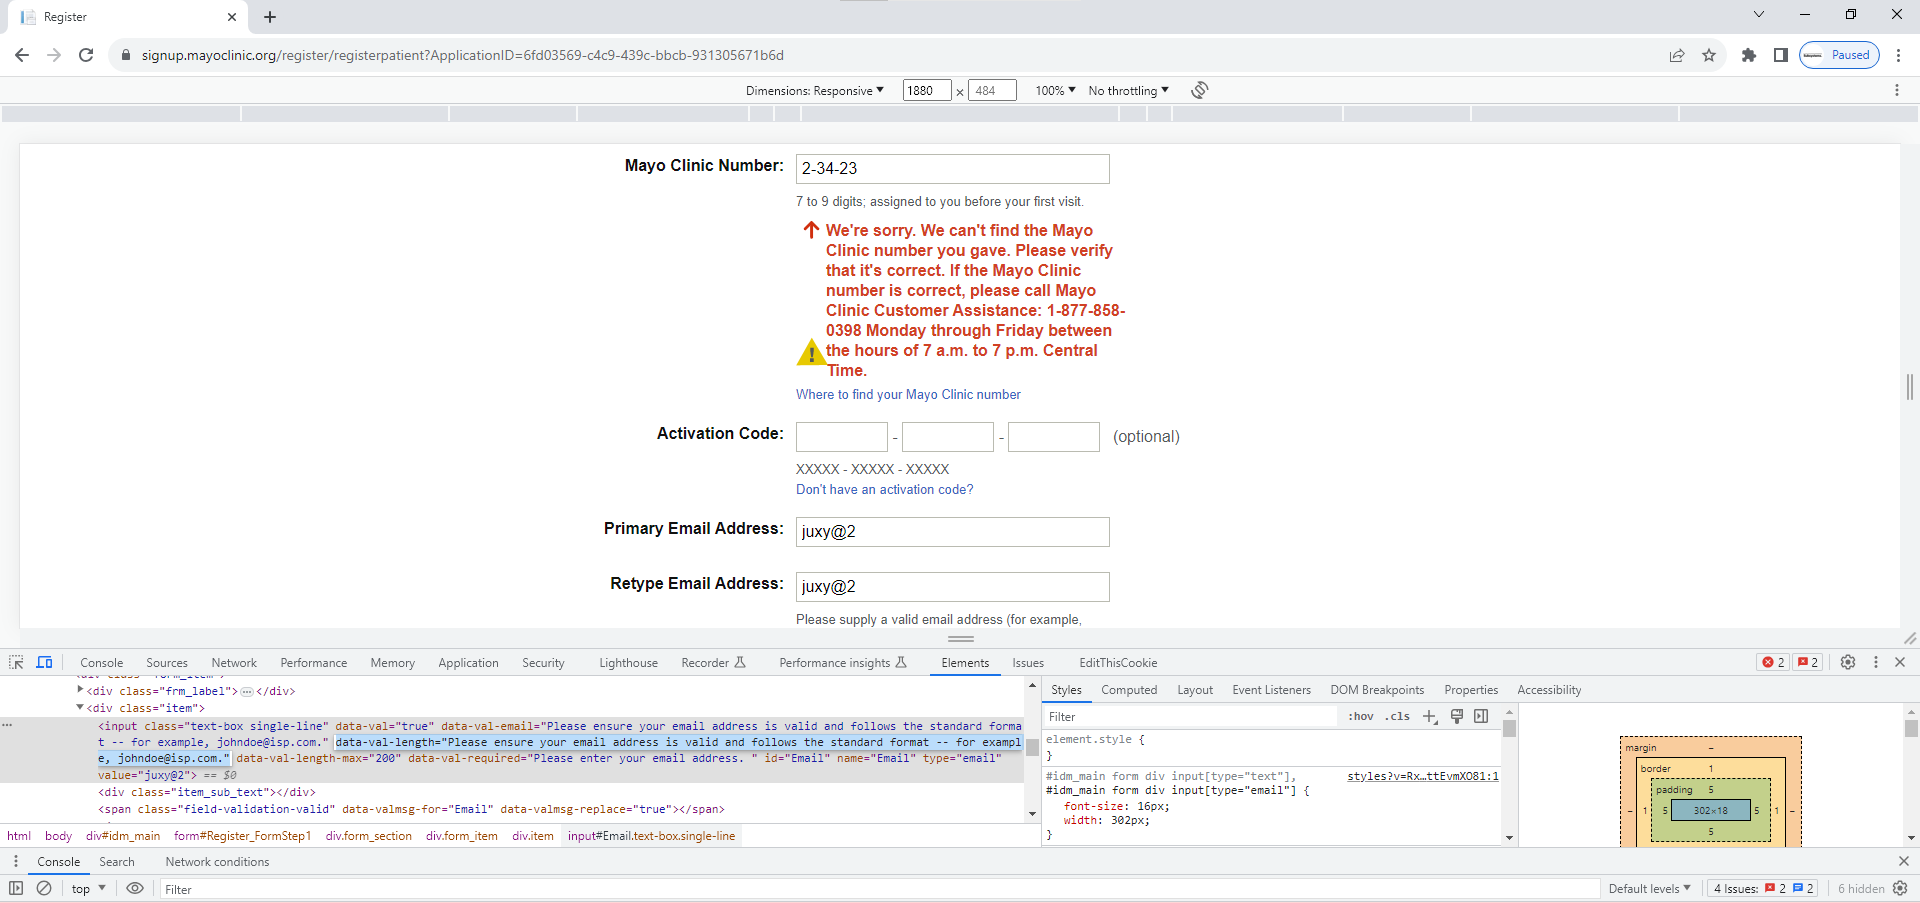 Register
signup.mayoclinic.org/register/registerpatient?ApplicationID=6fd03569-c4c9-439c-bbcb-931305671b6d
Paused
Dimensions: Responsive 1880 × 484 100% No throttling
Mayo Clinic Number: 2-34-23
7 to 9 digits; assigned to you before your first visit.
We're sorry. We can't find the Mayo
Clinic number you gave. Please verify
that it's correct. If the Mayo Clinic
number is correct, please call Mayo
Clinic Customer Assistance: 1-877-858-
0398 Monday through Friday between
the hours of 7 a.m. to 7 p.m. Central
Time.
Where to find your Mayo Clinic number
Activation Code: - - (optional)
XXXXX - XXXXX - XXXXX
Don't have an activation code?
Primary Email Address: juxy@2
Retype Email Address: juxy@2
Please supply a valid email address (for example,
Console Sources Network Performance Memory Application Security Lighthouse Recorder Performance insights Elements Issues EditThisCookie 2 2
<div class="form_item">
<div class="frm_label"> ••• </div>
<div class="item">
<input class="text-box single-line" data-val="true" data-val-email="Please ensure your email address is valid and follows the standard forma
t -- for example, johndoe@isp.com." data-val-length="Please ensure your email address is valid and follows the standard format -- for exampl
e, johndoe@isp.com." data-val-length-max="200" data-val-required="Please enter your email address. " id="Email" name="Email" type="email"
value="juxy@2"> == $0
<div class="item_sub_text"></div>
<span class="field-validation-valid" data-valmsg-for="Email" data-valmsg-replace="true"></span>
html body div#idm_main form#Register_FormStep1 div.form_section div.form_item div.item input#Email.text-box.single-line
Styles Computed Layout Event Listeners DOM Breakpoints Properties Accessibility
Filter :hov .cls
element.style {
}
#idm_main form div input[type="text"], styles?v=Rx…ttEvmXO81:1
#idm_main form div input[type="email"] {
font-size: 16px;
width: 302px;
}
margin –
border 1
padding 5
– 1 5 302×18 5 1 –
5
Console Search Network conditions
top Filter Default levels 4 Issues: 2 2 6 hidden